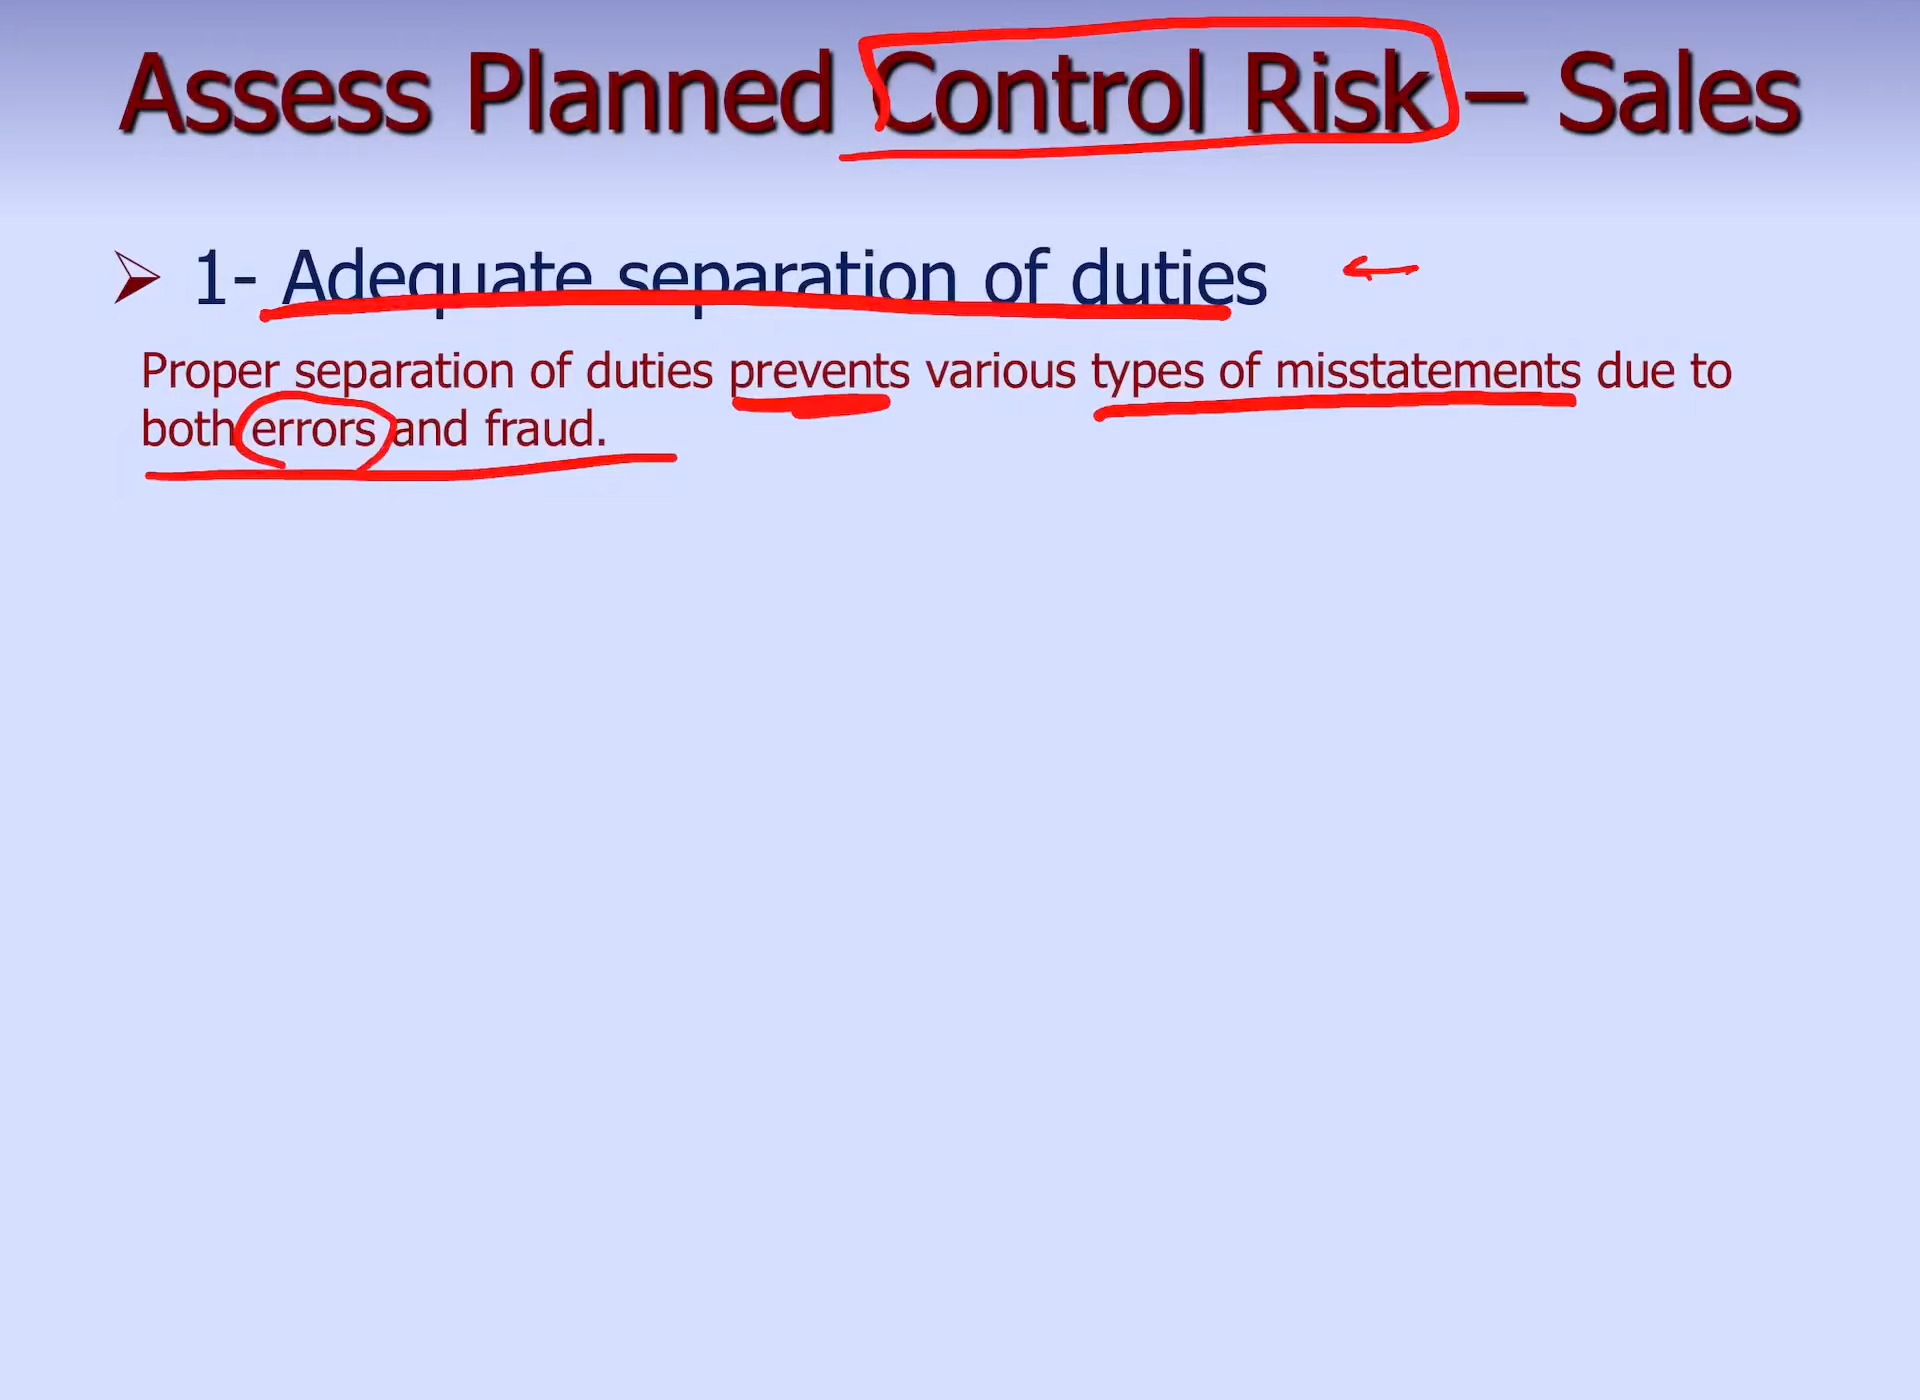 Assess Planned Control Risk – Sales
1- Adequate separation of duties
Proper separation of duties prevents various types of misstatements due to
both errors and fraud.